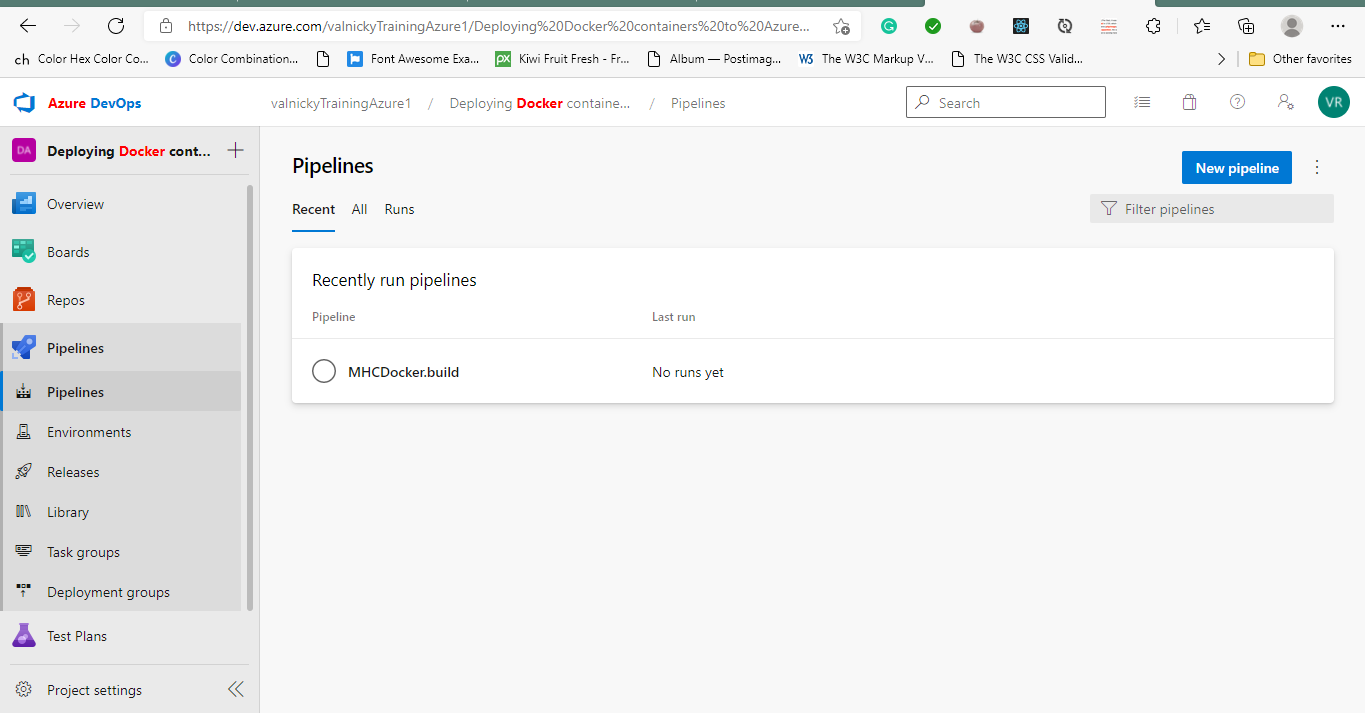 https://dev.azure.com/valnickyTrainingAzure1/Deploying%20Docker%20containers%20to%20Azure...
ch Color Hex Color Co... C Color Combination... Font Awesome Exa... px Kiwi Fruit Fresh - Fr... Album — Postimag... W3 The W3C Markup V... The W3C CSS Valid... Other favorites
Azure DevOps valnickyTrainingAzure1 / Deploying Docker containe... / Pipelines Search VR
DA Deploying Docker cont...
Overview
Boards
Repos
Pipelines
Pipelines
Environments
Releases
Library
Task groups
Deployment groups
Test Plans
Project settings
Pipelines
New pipeline
Recent All Runs
Filter pipelines
Recently run pipelines
Pipeline Last run
MHCDocker.build No runs yet